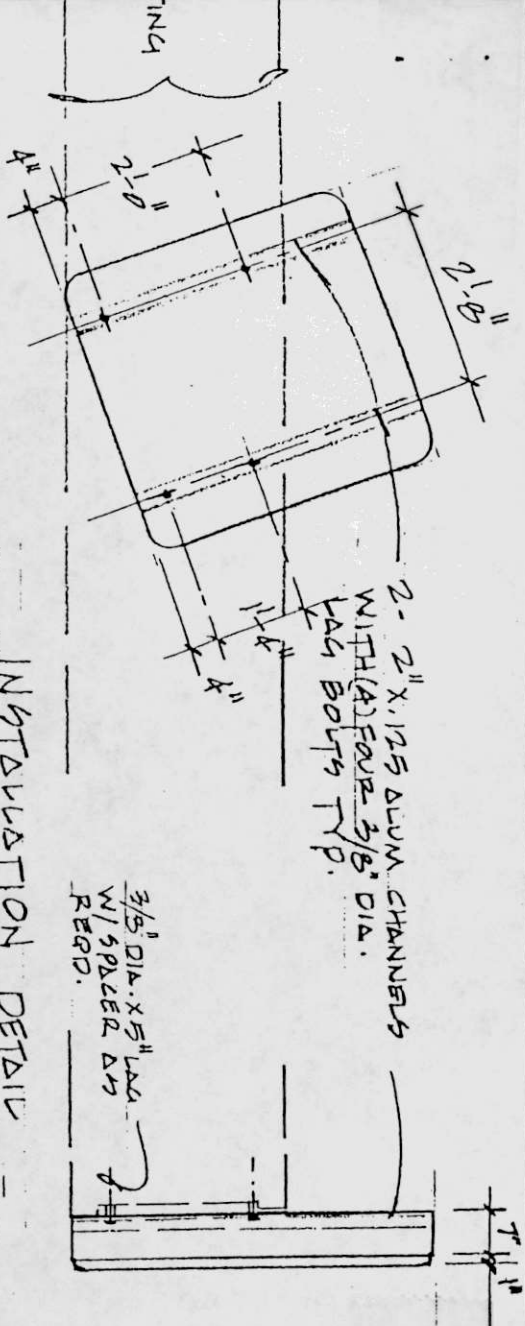 TING
4"
2'-0"
2'-8"
1'-4"
4"
2- 2" X .125 ALUM CHANNELS
WITH (4) FOUR 3/8" DIA.
LAG BOLTS TYP.
3/8" DIA. X 5" LAG
W/ SPACER AS
REQD.
7"
1"
INSTALLATION DETAIL -